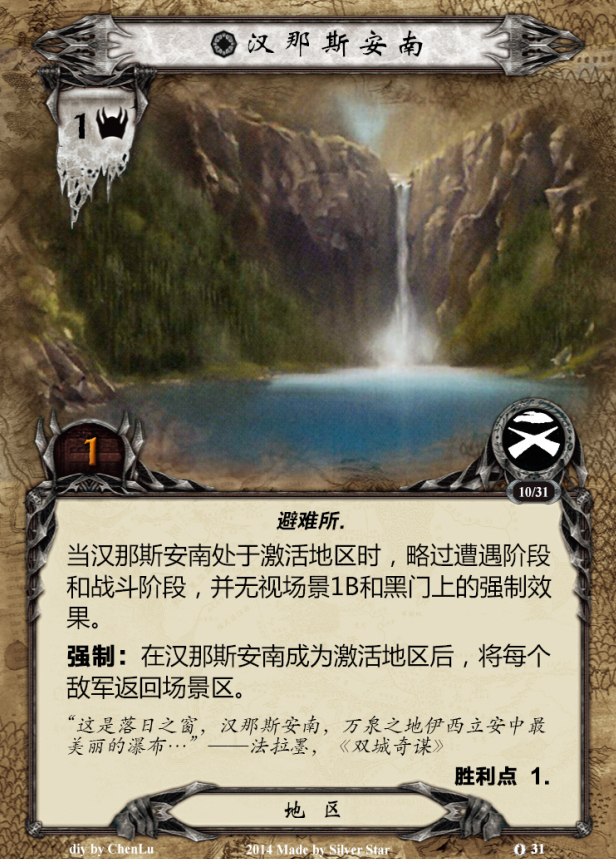 汉那斯安南
1
1
10/31
避难所.
当汉那斯安南处于激活地区时，略过遭遇阶段
和战斗阶段，并无视场景1B和黑门上的强制效
果。
强制：在汉那斯安南成为激活地区后，将每个
敌军返回场景区。
“这是落日之窗，汉那斯安南，万泉之地伊西立安中最
美丽的瀑布…”——法拉墨，《双城奇谋》
胜利点 1.
地区
diy by ChenLu
2014 Made by Silver Star
31